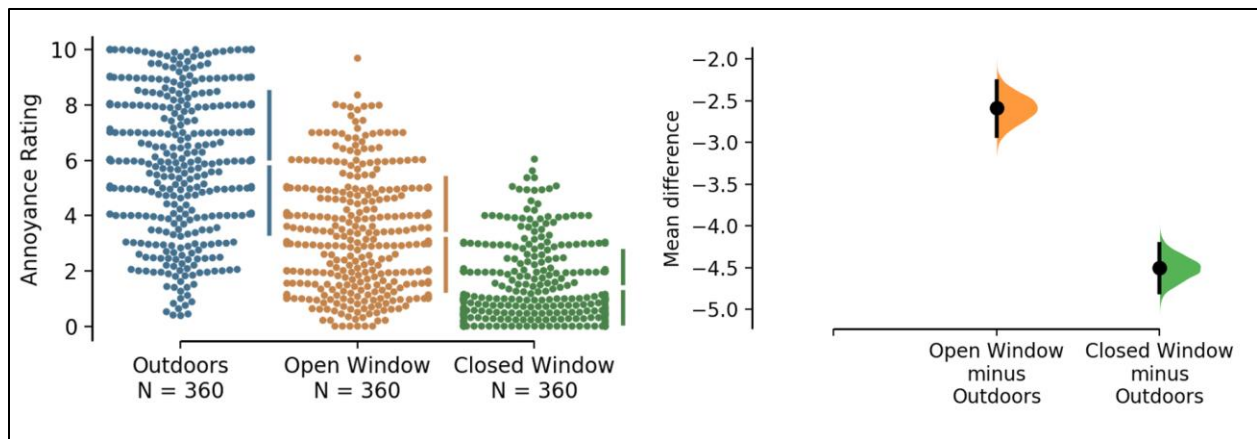 Annoyance Rating
10
8
6
4
2
0
Outdoors
N = 360
Open Window
N = 360
Closed Window
N = 360
Mean difference
−2.0
−2.5
−3.0
−3.5
−4.0
−4.5
−5.0
Open Window
minus
Outdoors
Closed Window
minus
Outdoors